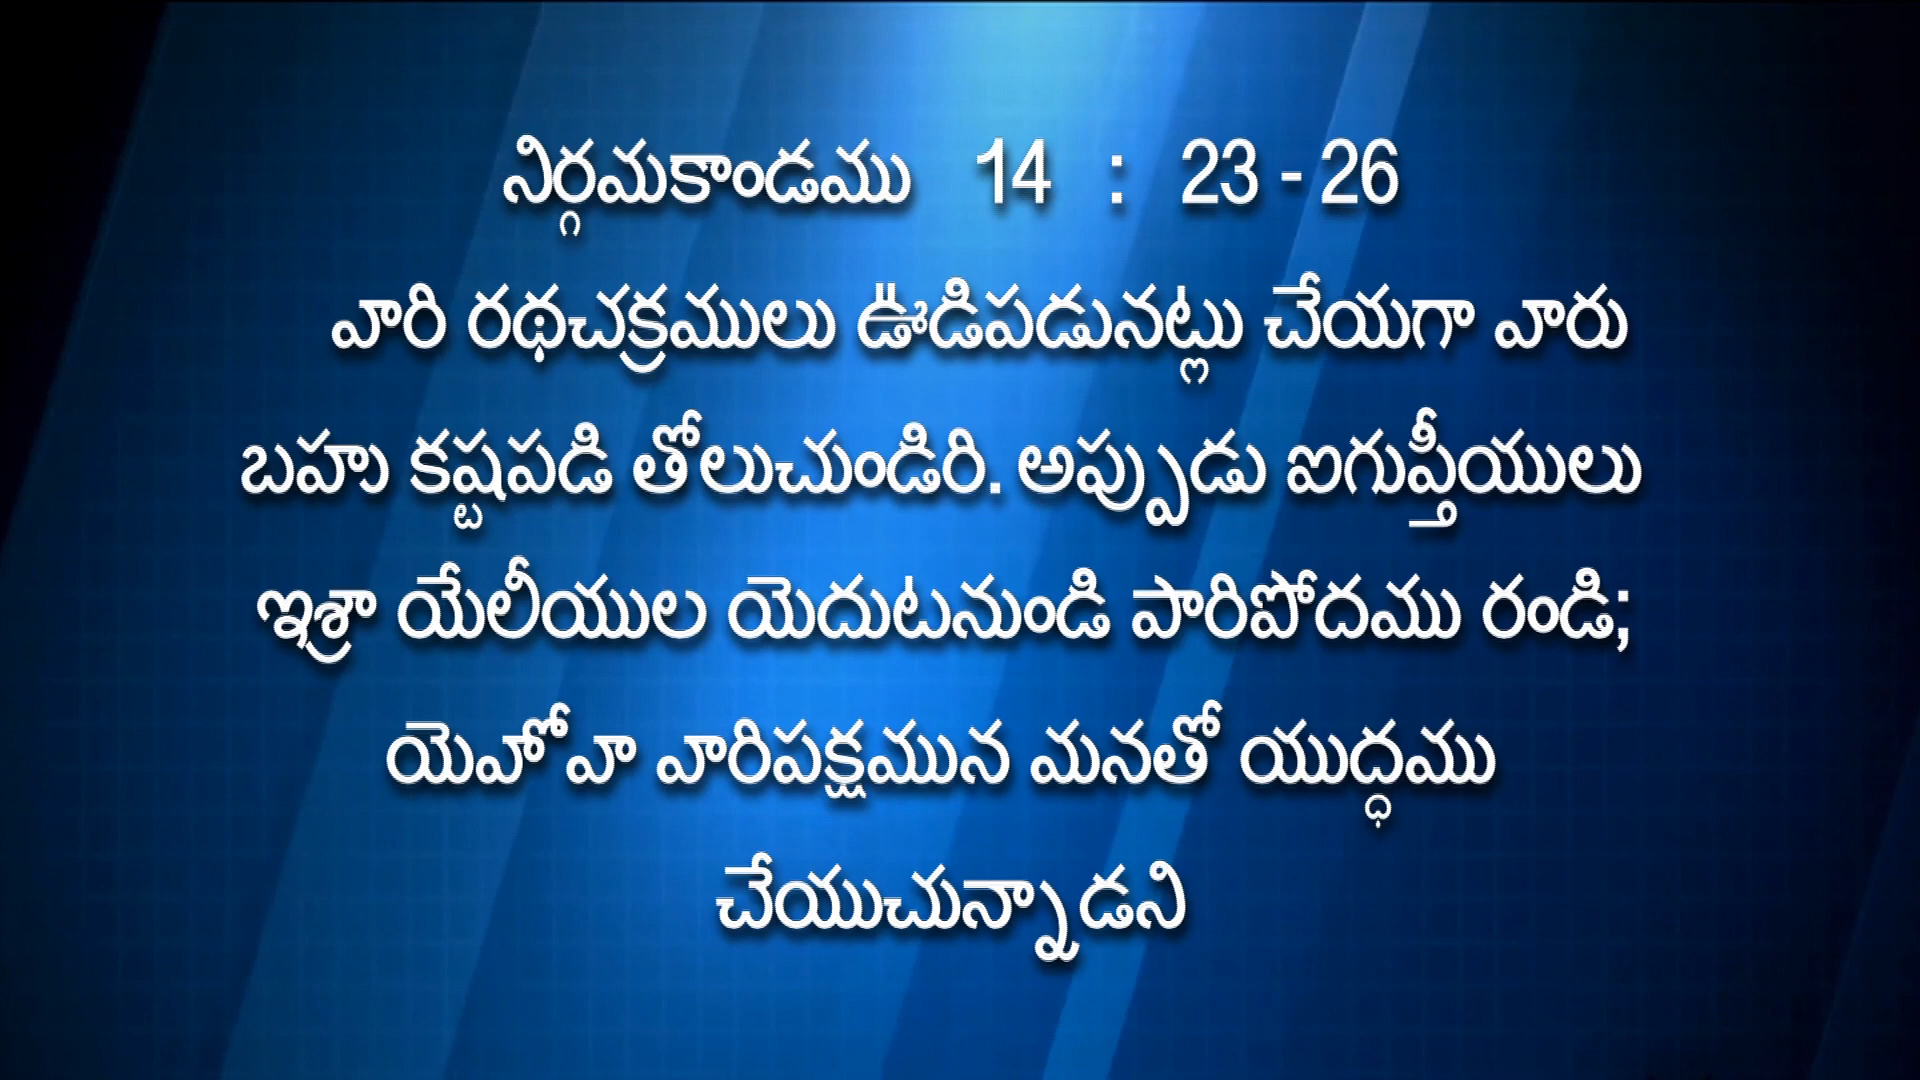 నిర్గమకాండము 14 : 23 - 26
వారి రథచక్రములు ఊడిపడునట్లు చేయగా వారు
బహు కష్టపడి తోలుచుండిరి. అప్పుడు ఐగుప్తీయులు
ఇశ్రా యేలీయుల యెదుటనుండి పారిపోదము రండి;
యెహోవా వారిపక్షమున మనతో యుద్ధము
చేయుచున్నాడని